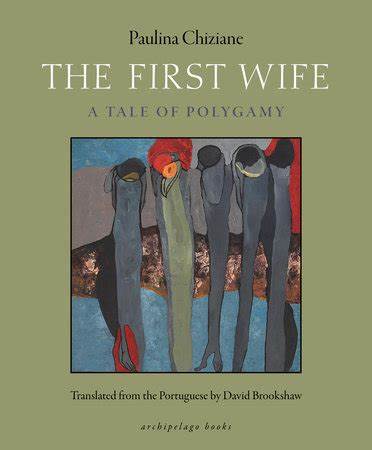 Paulina Chiziane
THE FIRST WIFE
A TALE OF POLYGAMY
Translated from the Portuguese by David Brookshaw
archipelago books